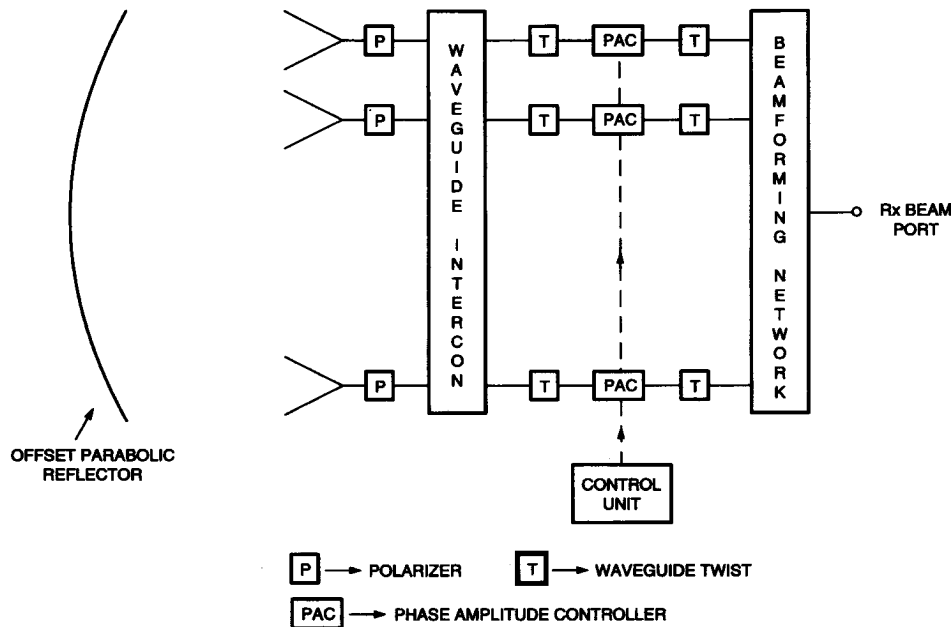 P
T
PAC
T
P
T
PAC
T
WAVEGUIDE INTERCON
BEAMFORMING NETWORK
Rx BEAM
PORT
P
T
PAC
T
OFFSET PARABOLIC
REFLECTOR
CONTROL
UNIT
P POLARIZER
T WAVEGUIDE TWIST
PAC PHASE AMPLITUDE CONTROLLER